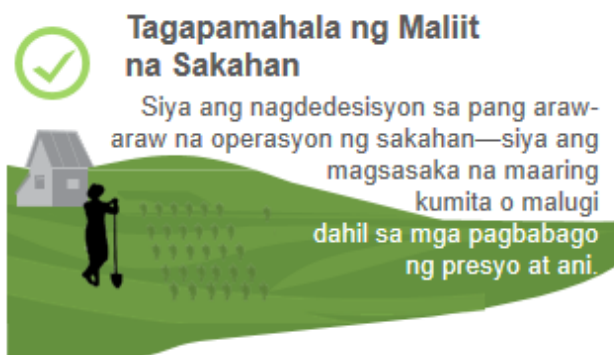 Tagapamahala ng Maliit
na Sakahan
Siya ang nagdedesisyon sa pang araw-
araw na operasyon ng sakahan—siya ang
magsasaka na maaring
kumita o malugi
dahil sa mga pagbabago
ng presyo at ani.